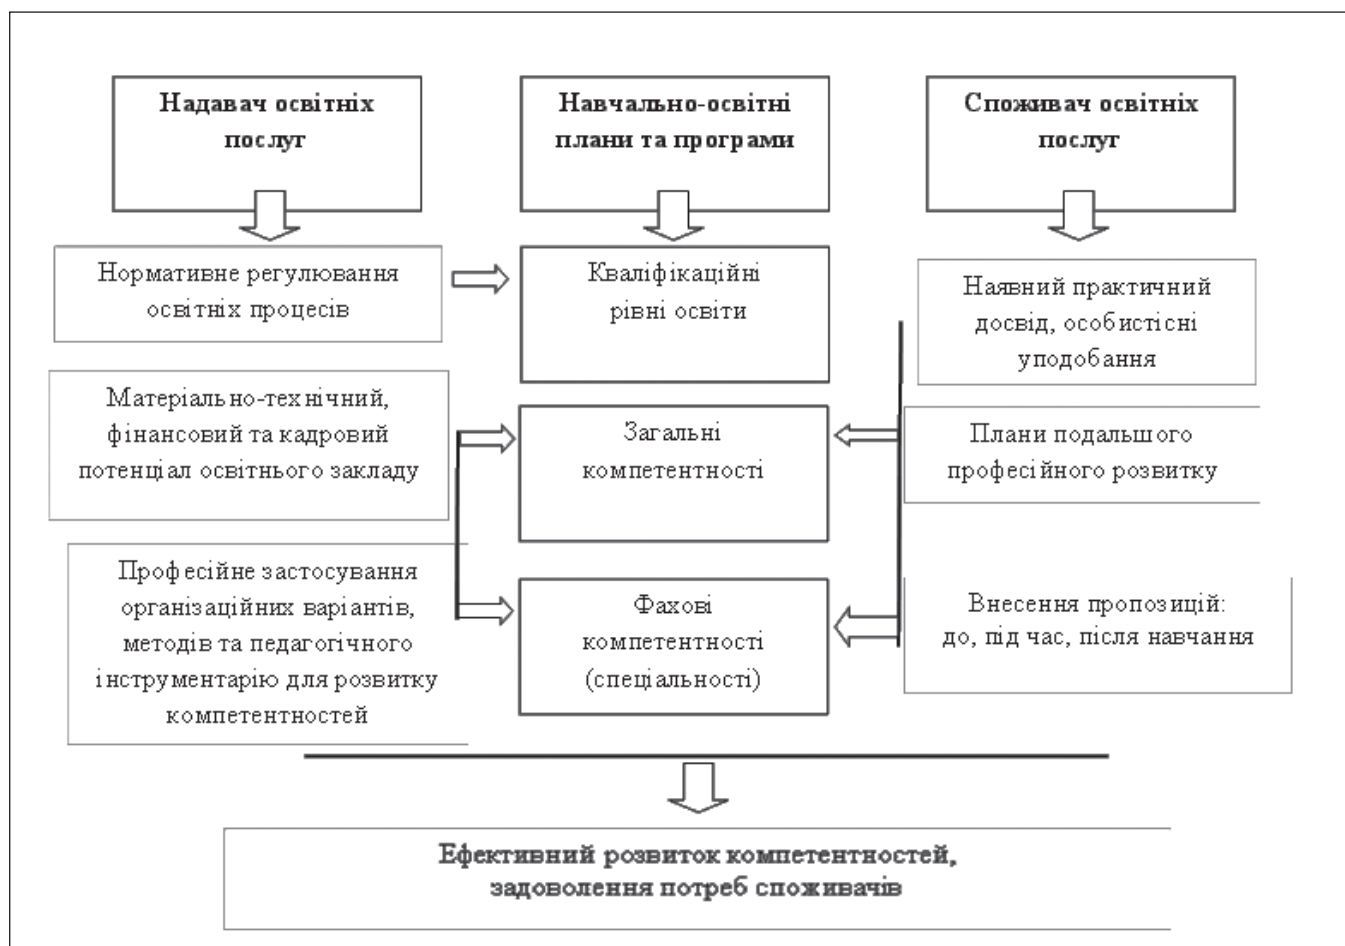 Надавач освітніх
послуг
Навчально-освітні
плани та програми
Споживач освітніх
послуг
Нормативне регулювання
освітніх процесів
Кваліфікаційні
рівні освіти
Наявний практичний
досвід, особистісні
уподобання
Матеріально-технічний,
фінансовий та кадровий
потенціал освітнього закладу
Загальні
компетентності
Плани подальшого
професійного розвитку
Професійне застосування
організаційних варіантів,
методів та педагогічного
інструментарію для розвитку
компетентностей
Фахові
компетентності
(спеціальності)
Внесення пропозицій:
до, під час, після навчання
Ефективний розвиток компетентностей,
задоволення потреб споживачів